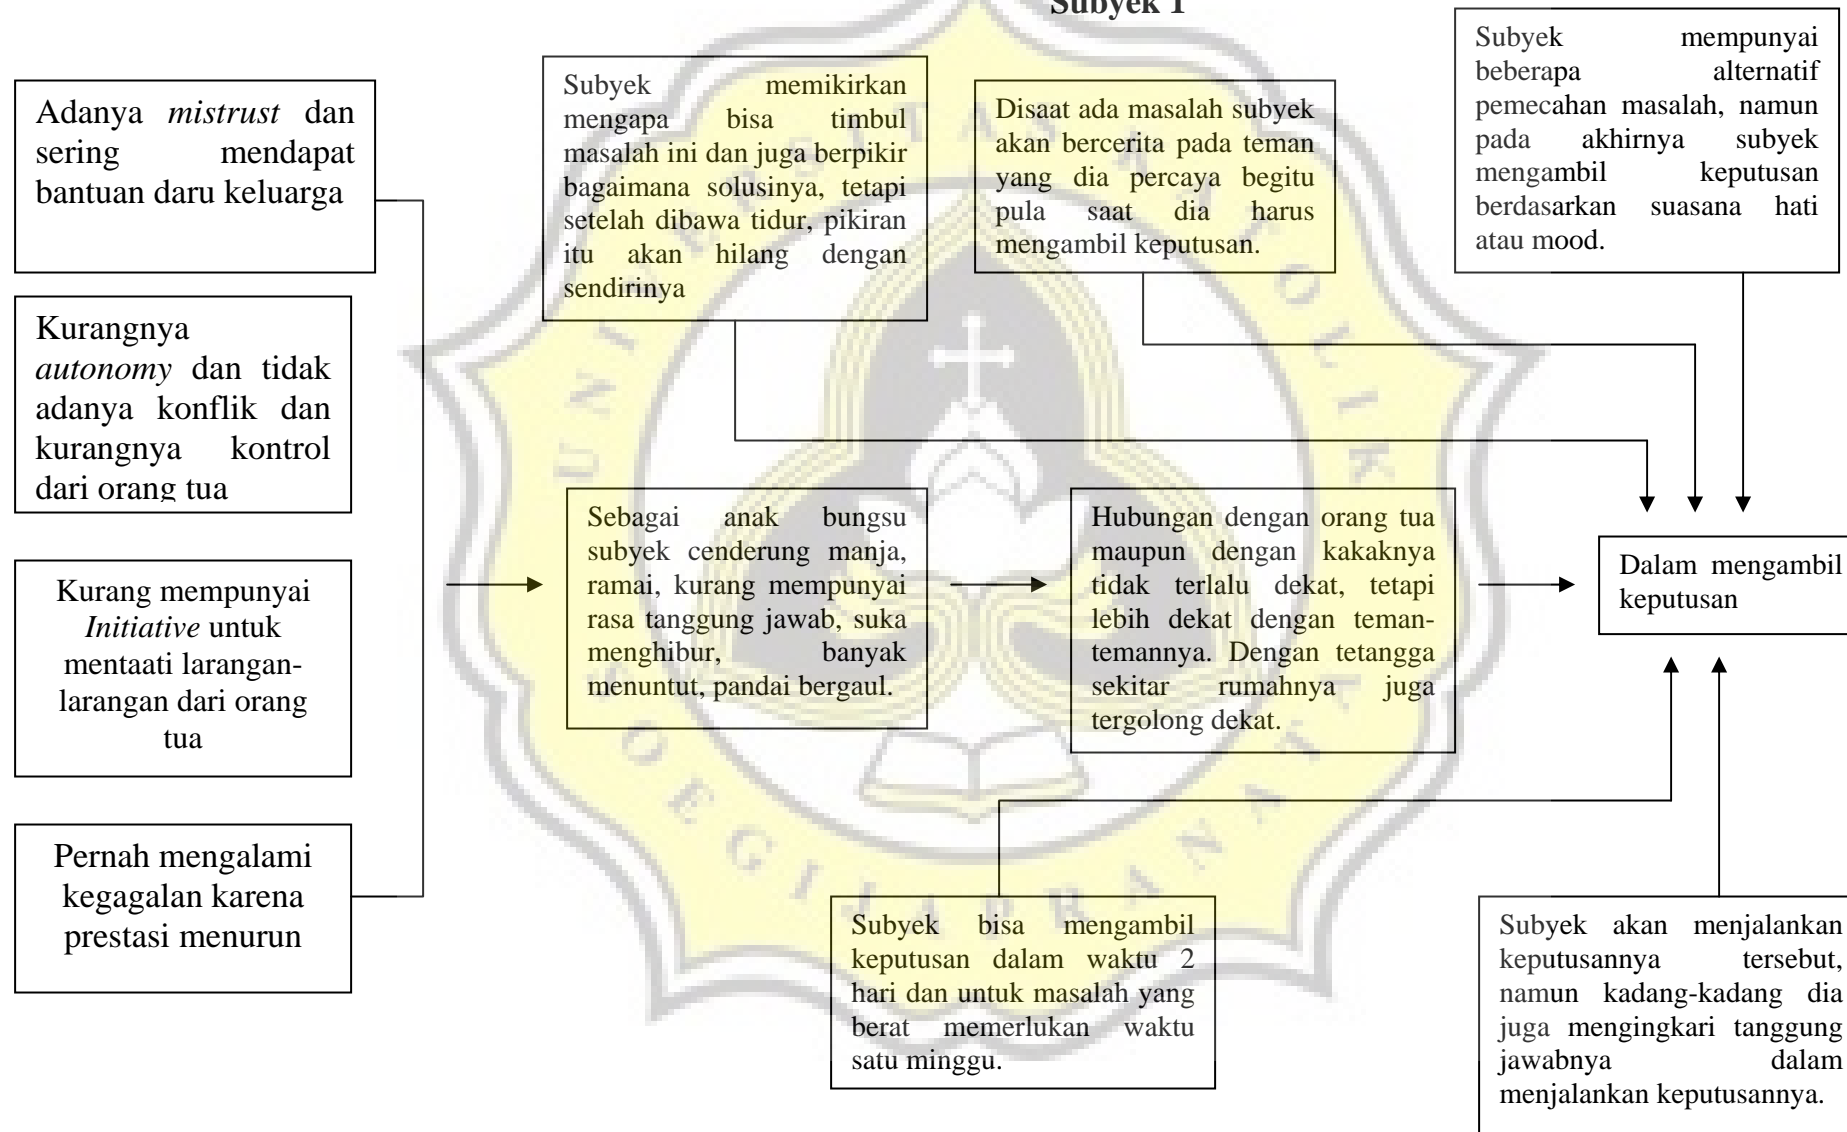 Subyek 1
Adanya mistrust dan
sering mendapat
bantuan daru keluarga
Kurangnya
autonomy dan tidak
adanya konflik dan
kurangnya kontrol
dari orang tua
Kurang mempunyai
Initiative untuk
mentaati larangan-
larangan dari orang
tua
Pernah mengalami
kegagalan karena
prestasi menurun
Subyek memikirkan
mengapa bisa timbul
masalah ini dan juga berpikir
bagaimana solusinya, tetapi
setelah dibawa tidur, pikiran
itu akan hilang dengan
sendirinya
Disaat ada masalah subyek
akan bercerita pada teman
yang dia percaya begitu
pula saat dia harus
mengambil keputusan.
Subyek mempunyai
beberapa alternatif
pemecahan masalah, namun
pada akhirnya subyek
mengambil keputusan
berdasarkan suasana hati
atau mood.
Sebagai anak bungsu
subyek cenderung manja,
ramai, kurang mempunyai
rasa tanggung jawab, suka
menghibur, banyak
menuntut, pandai bergaul.
Hubungan dengan orang tua
maupun dengan kakaknya
tidak terlalu dekat, tetapi
lebih dekat dengan teman-
temannya. Dengan tetangga
sekitar rumahnya juga
tergolong dekat.
Dalam mengambil
keputusan
Subyek bisa mengambil
keputusan dalam waktu 2
hari dan untuk masalah yang
berat memerlukan waktu
satu minggu.
Subyek akan menjalankan
keputusannya tersebut,
namun kadang-kadang dia
juga mengingkari tanggung
jawabnya dalam
menjalankan keputusannya.
UNIVERSITAS KATOLIK
SOEGIJAPRANATA